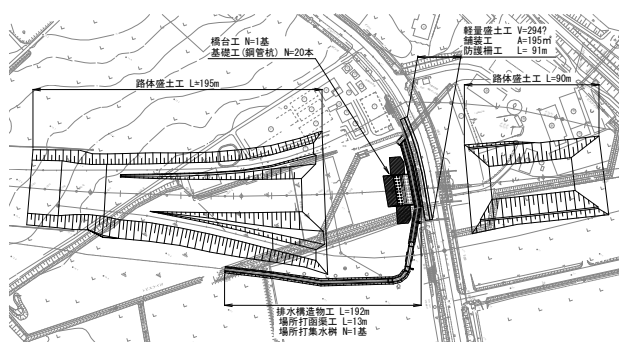 橋台工 N=1基
基礎工(鋼管杭) N=20本
軽量盛土工 V=294?
舗装工 A=195㎡
防護柵工 L= 91m
路体盛土工 L=195m
路体盛土工 L=90m
排水構造物工 L=192m
場所打函渠工 L=13m
場所打集水桝 N=1基